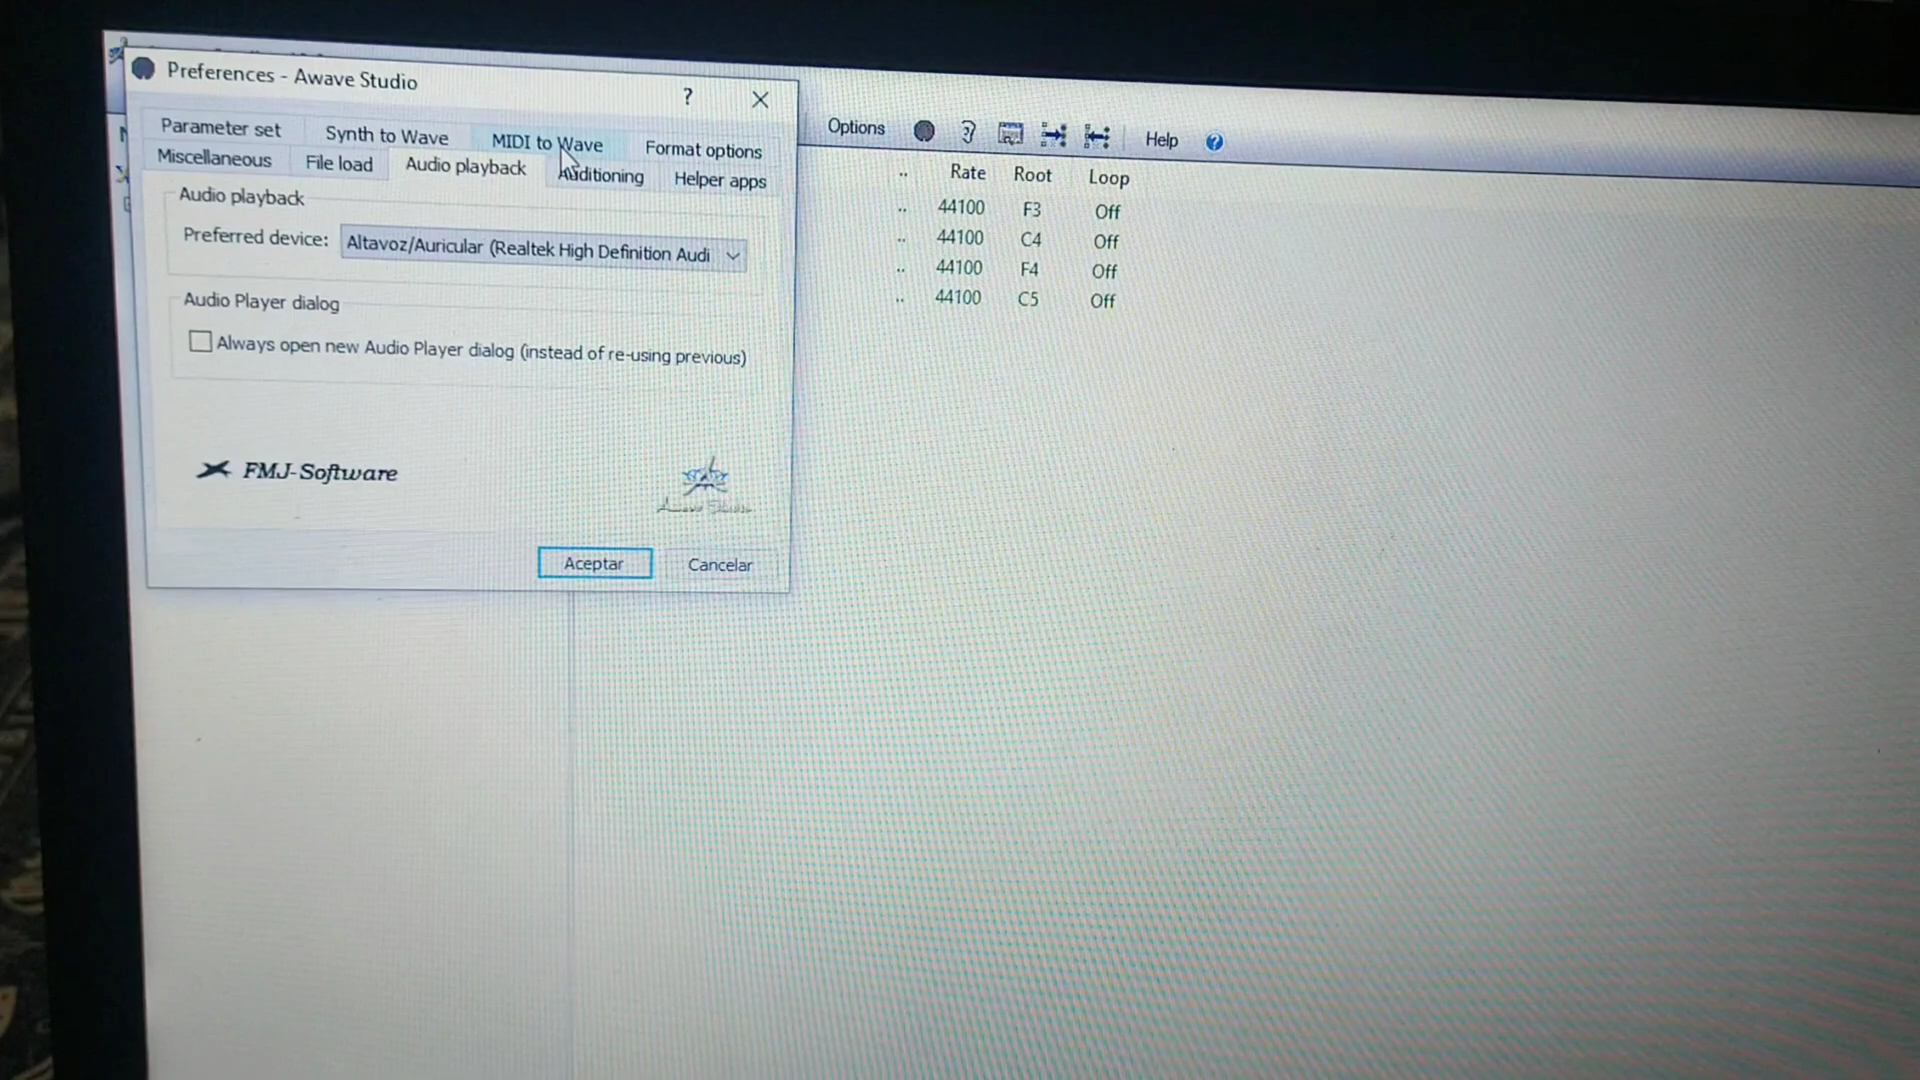 Preferences - Awave Studio
?
Parameter set
Synth to Wave
MIDI to Wave
Format options
Miscellaneous
File load
Audio playback
Auditioning
Helper apps
Audio playback
Preferred device: Altavoz/Auricular (Realtek High Definition Audi
Audio Player dialog
Always open new Audio Player dialog (instead of re-using previous)
FMJ-Software
Awave Studio
Aceptar
Cancelar
Options
Help
?
.. Rate Root Loop
.. 44100 F3 Off
.. 44100 C4 Off
.. 44100 F4 Off
.. 44100 C5 Off